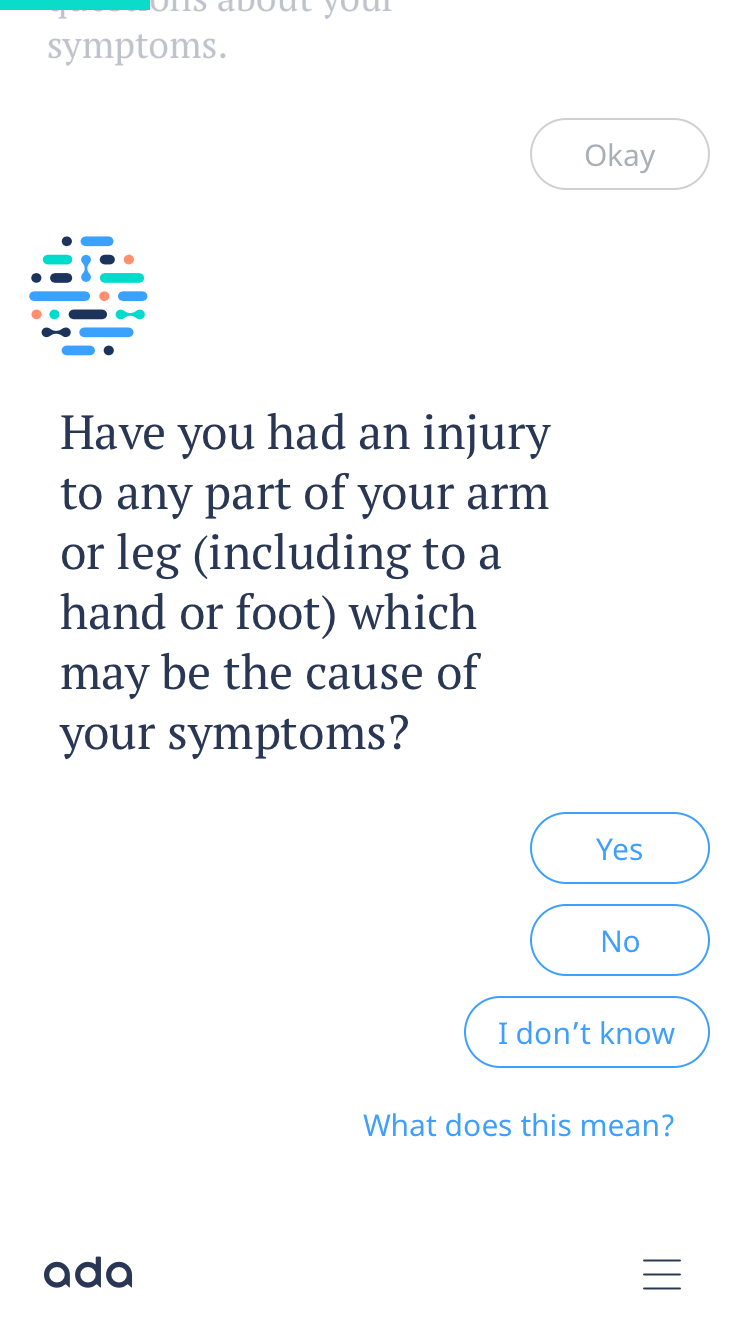 questions about your
symptoms.
Okay
Have you had an injury
to any part of your arm
or leg (including to a
hand or foot) which
may be the cause of
your symptoms?
Yes
No
I don’t know
What does this mean?
ada